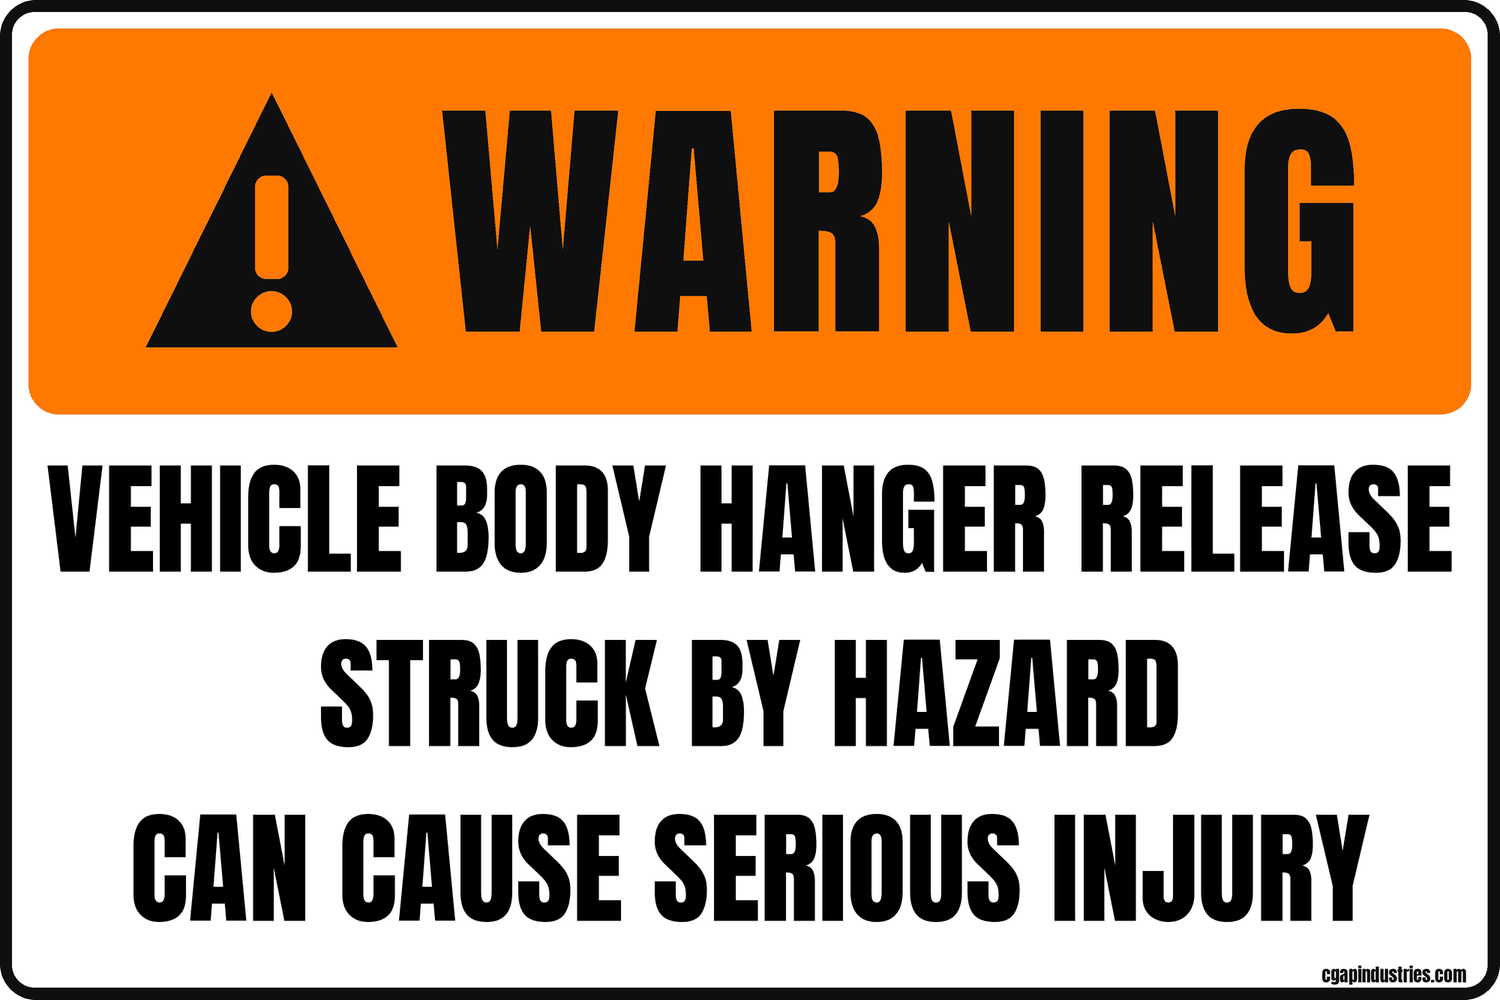 WARNING
VEHICLE BODY HANGER RELEASE
STRUCK BY HAZARD
CAN CAUSE SERIOUS INJURY
cgapindustries.com